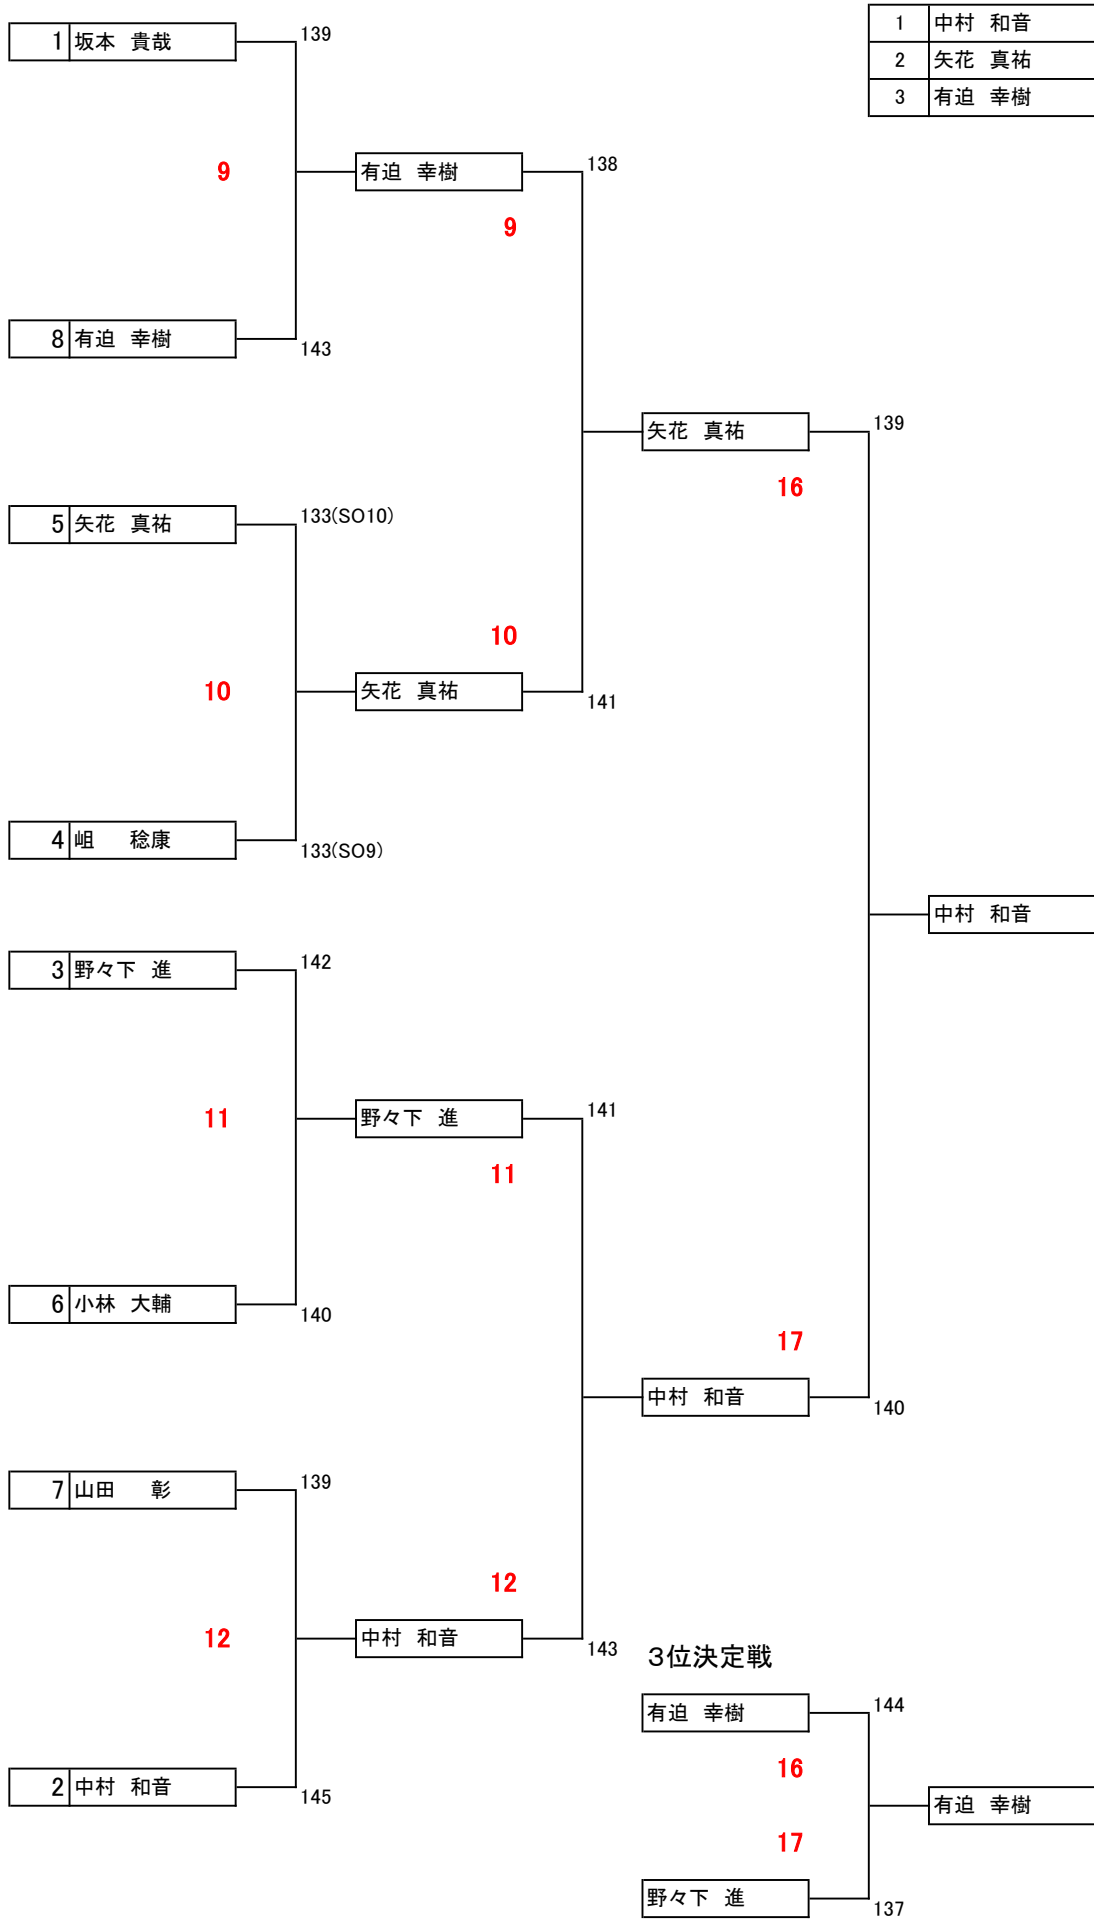 1 坂本 貴哉 139
1 中村 和音
2 矢花 真祐
3 有迫 幸樹
9 有迫 幸樹 138
9
8 有迫 幸樹 143
矢花 真祐 139
16
5 矢花 真祐 133(SO10)
10
10 矢花 真祐 141
4 岨 稔康 133(SO9)
中村 和音
3 野々下 進 142
11 野々下 進 141
11
6 小林 大輔 140
17
中村 和音 140
7 山田 彰 139
12
12 中村 和音 143
3位決定戦
有迫 幸樹 144
16
2 中村 和音 145
有迫 幸樹
17
野々下 進 137